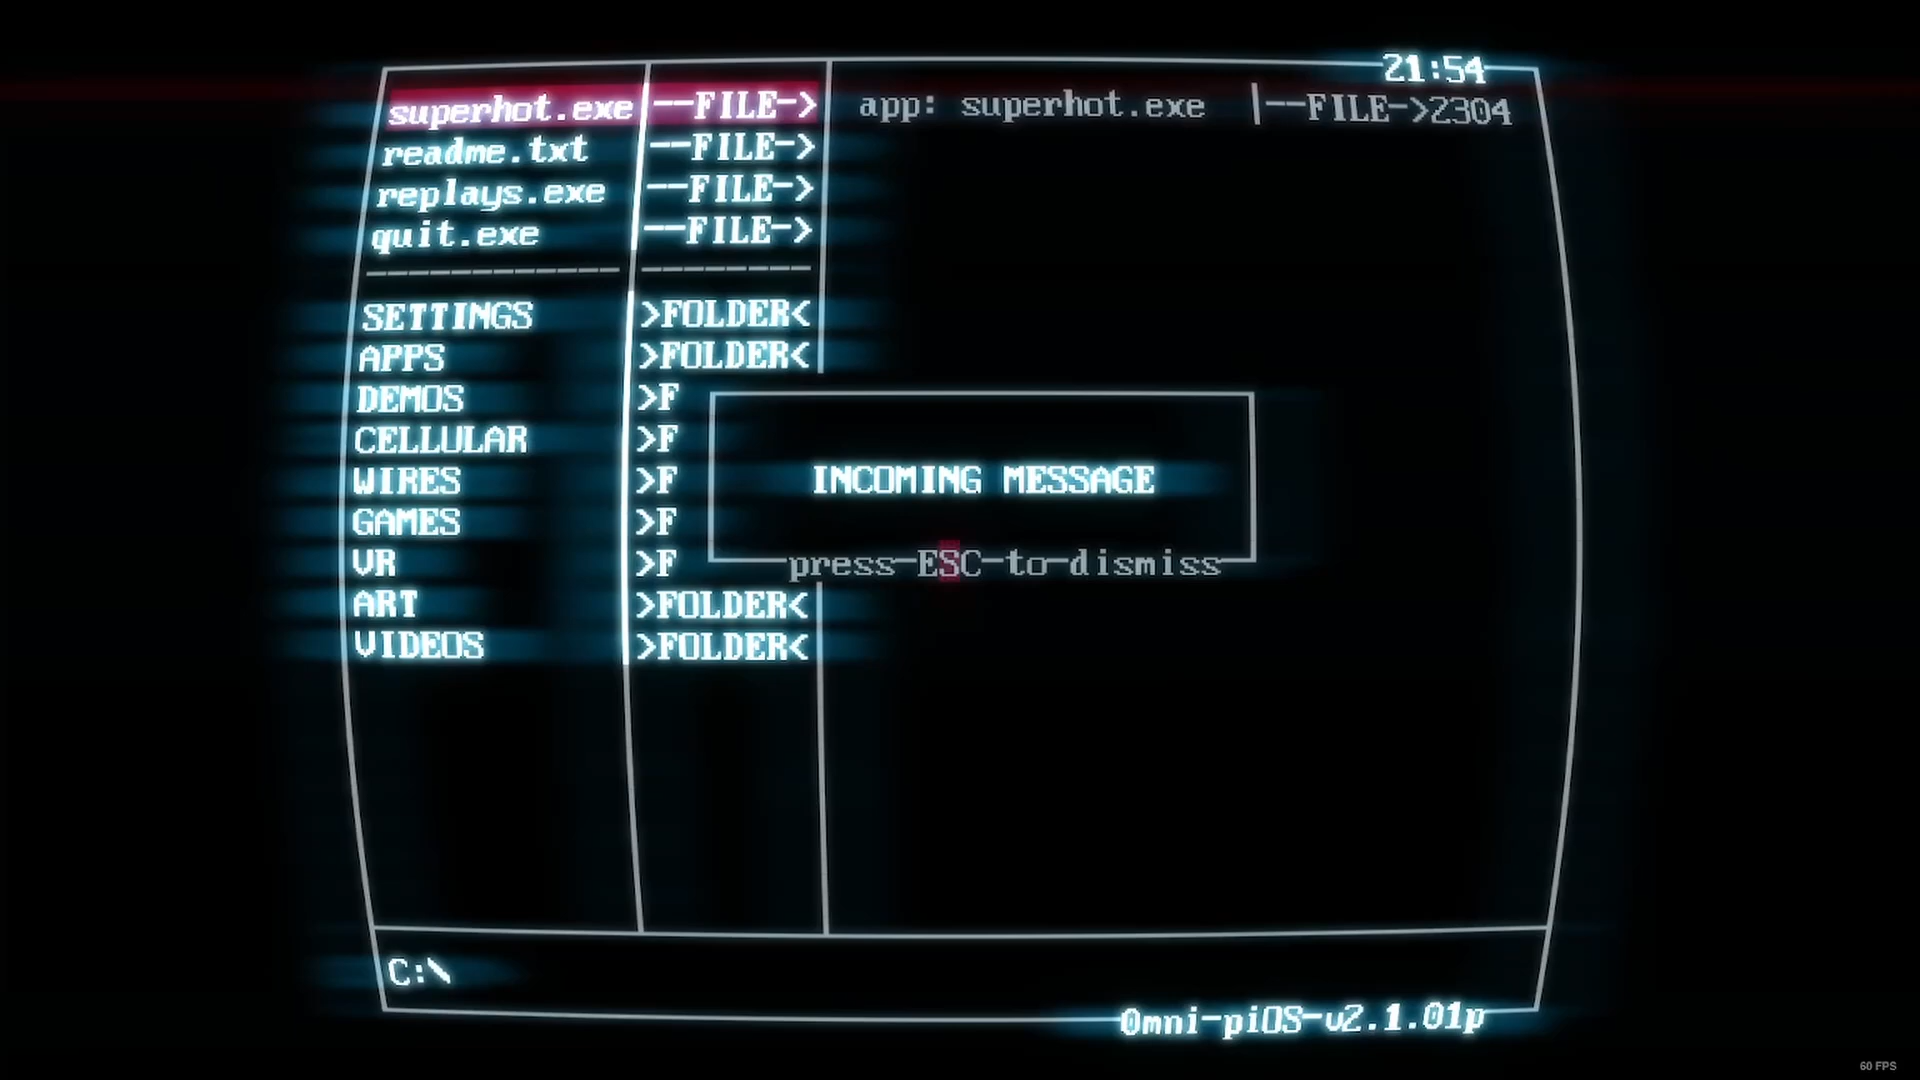 21:54
superhot.exe --FILE-> app: superhot.exe |--FILE->2304
readme.txt --FILE->
replays.exe --FILE->
quit.exe --FILE->
SETTINGS >FOLDER<
APPS >FOLDER<
DEMOS >F
CELLULAR >F
WIRES >F
GAMES >F
VR >F
ART >FOLDER<
VIDEOS >FOLDER<
INCOMING MESSAGE
press-ESC-to-dismiss
C:\
0mni-piOS-v2.1.01p
60 FPS